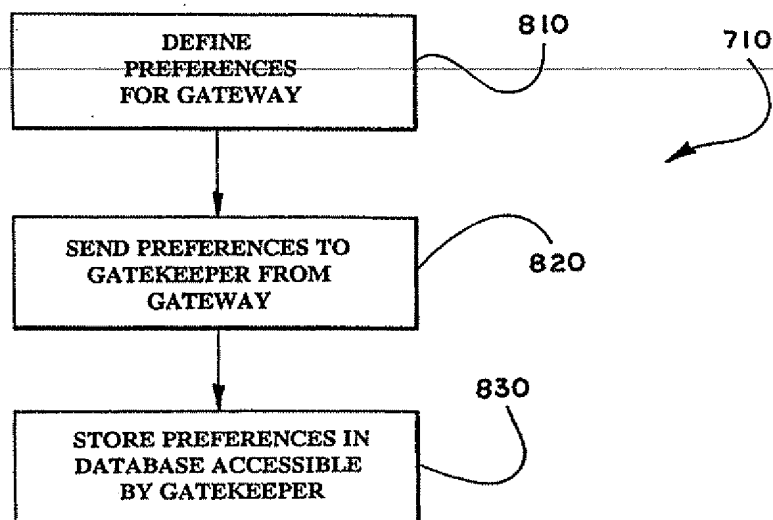 DEFINE
PREFERENCES
FOR GATEWAY
810
710
SEND PREFERENCES TO
GATEKEEPER FROM
GATEWAY
820
STORE PREFERENCES IN
DATABASE ACCESSIBLE
BY GATEKEEPER
830